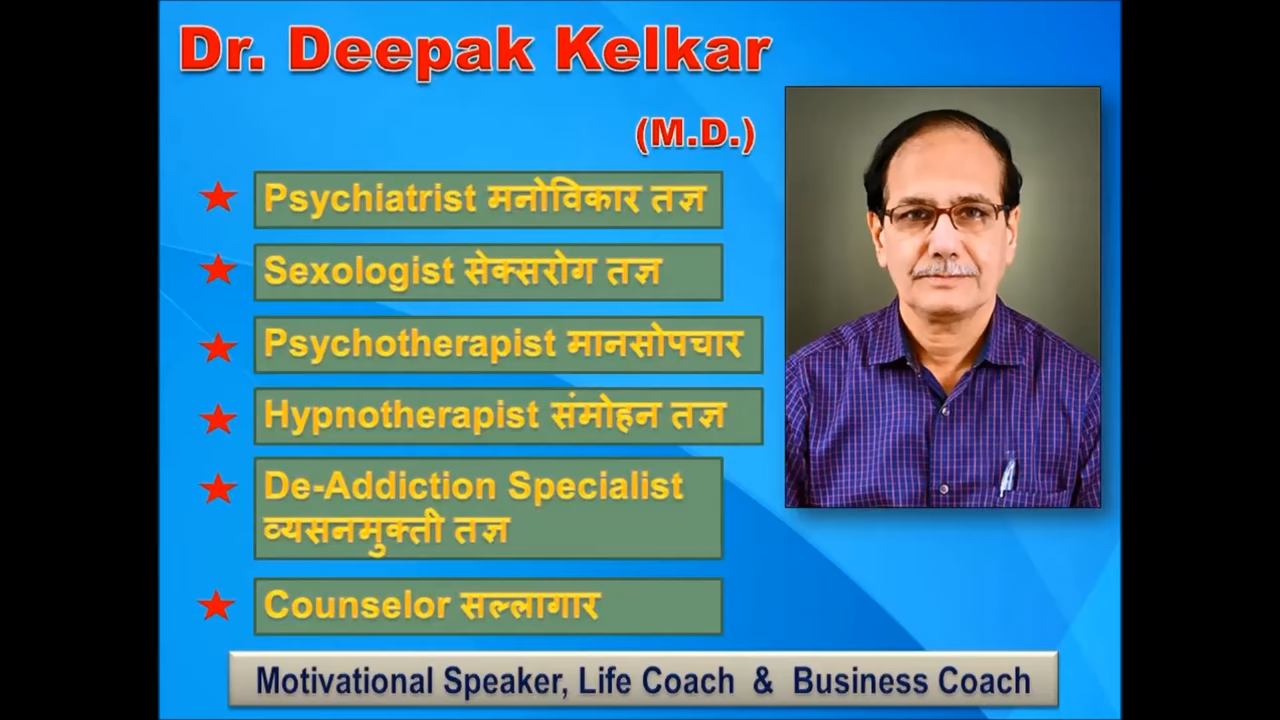 Dr. Deepak Kelkar
(M.D.)
Psychiatrist मनोविकार तज्ञ
Sexologist सेक्सरोग तज्ञ
Psychotherapist मानसोपचार
Hypnotherapist संमोहन तज्ञ
De-Addiction Specialist
व्यसनमुक्ती तज्ञ
Counselor सल्लागार
Motivational Speaker, Life Coach & Business Coach